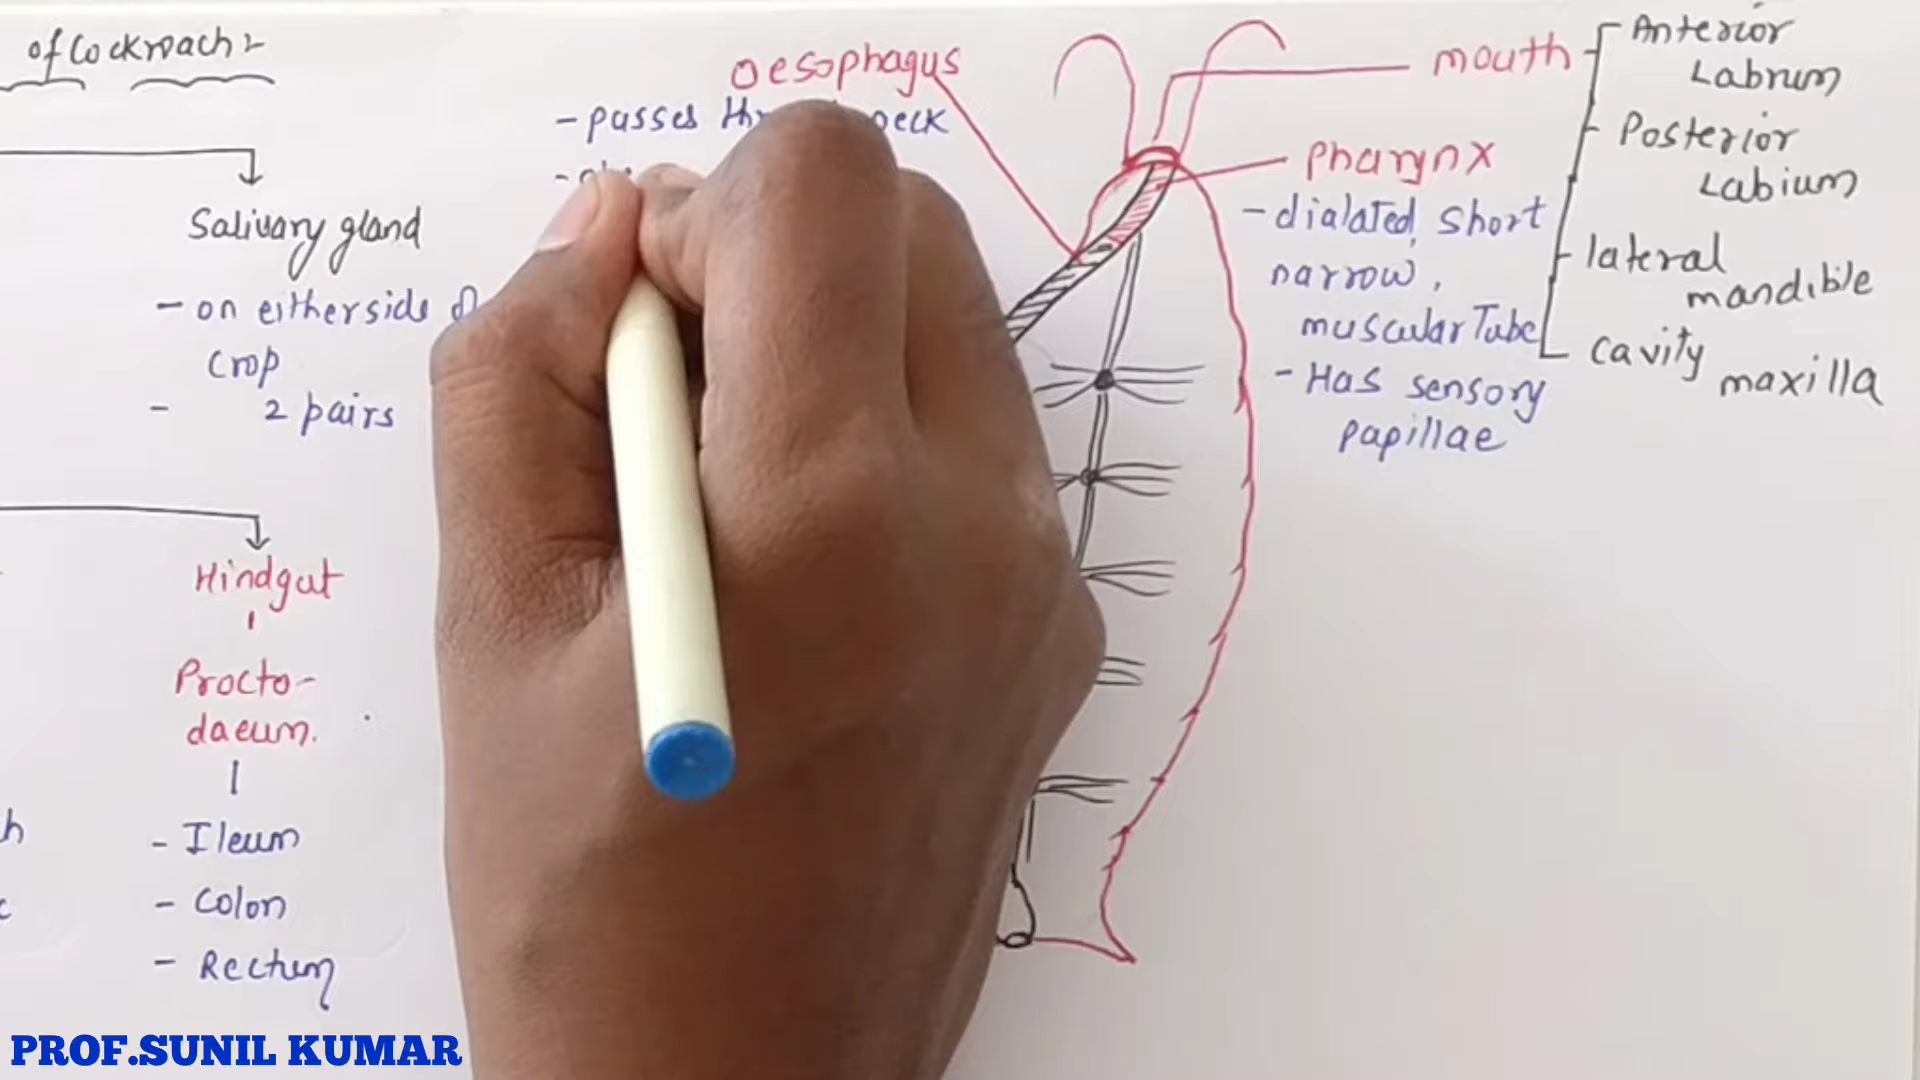 of Cockroach
Salivary gland
- on eitherside of
crop
- 2 pairs
Hindgut
Procto-
daeum.
- Ileum
- Colon
- Rectum
Oesophagus
- passes neck
mouth
Anterior
Labrum
Posterior
Labium
lateral
mandible
cavity
maxilla
pharynx
- dialated, short
narrow,
muscular Tube
- Has sensory
papillae
PROF.SUNIL KUMAR